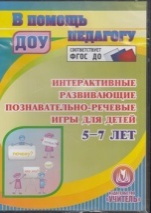 В помощь
ДОУ ПЕДАГОГУ
СООТВЕТСТВУЕТ
ФГОС ДО
ИНТЕРАКТИВНЫЕ
РАЗВИВАЮЩИЕ
ПОЗНАВАТЕЛЬНО-РЕЧЕВЫЕ
ИГРЫ ДЛЯ ДЕТЕЙ
5-7 ЛЕТ
УЧИТЕЛЬ